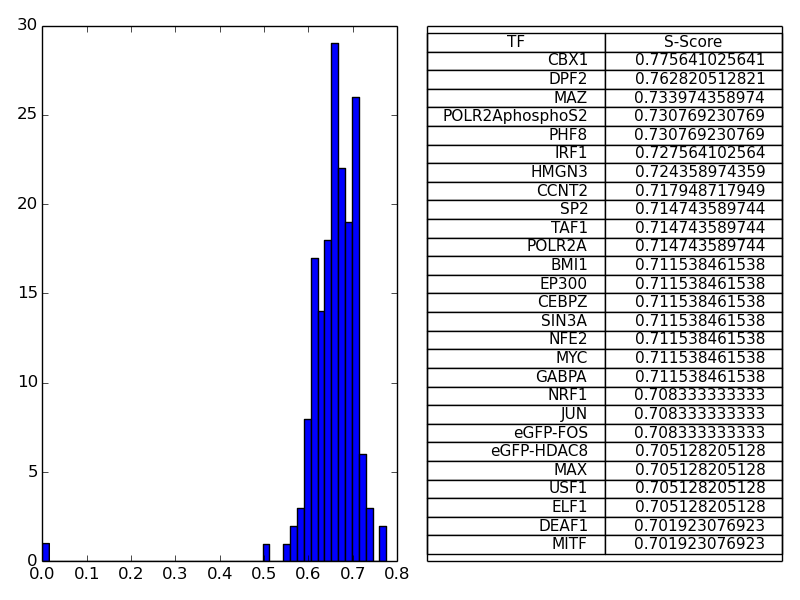 30
25
20
15
10
5
0
0.0 0.1 0.2 0.3 0.4 0.5 0.6 0.7 0.8
TF S-Score
CBX1 0.775641025641
DPF2 0.762820512821
MAZ 0.733974358974
POLR2AphosphoS2 0.730769230769
PHF8 0.730769230769
IRF1 0.727564102564
HMGN3 0.724358974359
CCNT2 0.717948717949
SP2 0.714743589744
TAF1 0.714743589744
POLR2A 0.714743589744
BMI1 0.711538461538
EP300 0.711538461538
CEBPZ 0.711538461538
SIN3A 0.711538461538
NFE2 0.711538461538
MYC 0.711538461538
GABPA 0.711538461538
NRF1 0.708333333333
JUN 0.708333333333
eGFP-FOS 0.708333333333
eGFP-HDAC8 0.705128205128
MAX 0.705128205128
USF1 0.705128205128
ELF1 0.705128205128
DEAF1 0.701923076923
MITF 0.701923076923